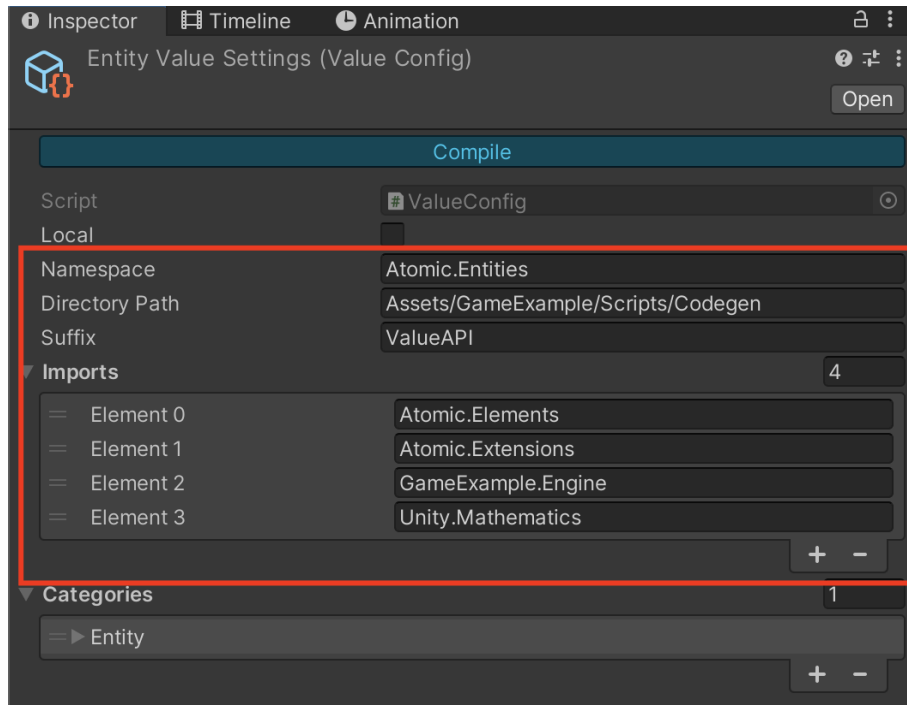 Inspector Timeline Animation
Entity Value Settings (Value Config)
Open
Compile
Script ValueConfig
Local
Namespace Atomic.Entities
Directory Path Assets/GameExample/Scripts/Codegen
Suffix ValueAPI
Imports 4
Element 0 Atomic.Elements
Element 1 Atomic.Extensions
Element 2 GameExample.Engine
Element 3 Unity.Mathematics
+ −
Categories 1
Entity
+ −